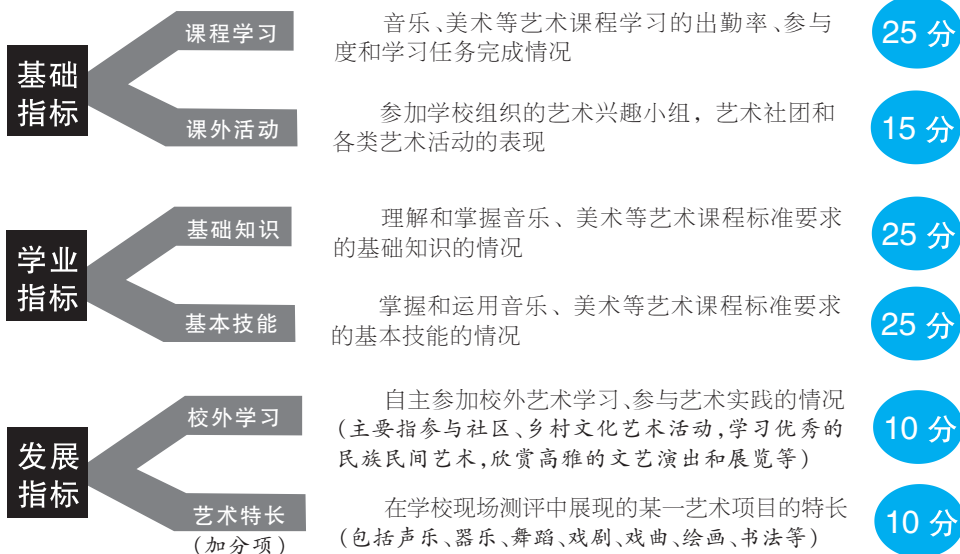 基础
指标
课程学习
音乐、美术等艺术课程学习的出勤率、参与
度和学习任务完成情况
25 分
课外活动
参加学校组织的艺术兴趣小组，艺术社团和
各类艺术活动的表现
15 分
学业
指标
基础知识
理解和掌握音乐、美术等艺术课程标准要求
的基础知识的情况
25 分
基本技能
掌握和运用音乐、美术等艺术课程标准要求
的基本技能的情况
25 分
发展
指标
校外学习
自主参加校外艺术学习、参与艺术实践的情况
(主要指参与社区、乡村文化艺术活动,学习优秀的
民族民间艺术,欣赏高雅的文艺演出和展览等)
10 分
艺术特长
(加分项)
在学校现场测评中展现的某一艺术项目的特长
(包括声乐、器乐、舞蹈、戏剧、戏曲、绘画、书法等)
10 分